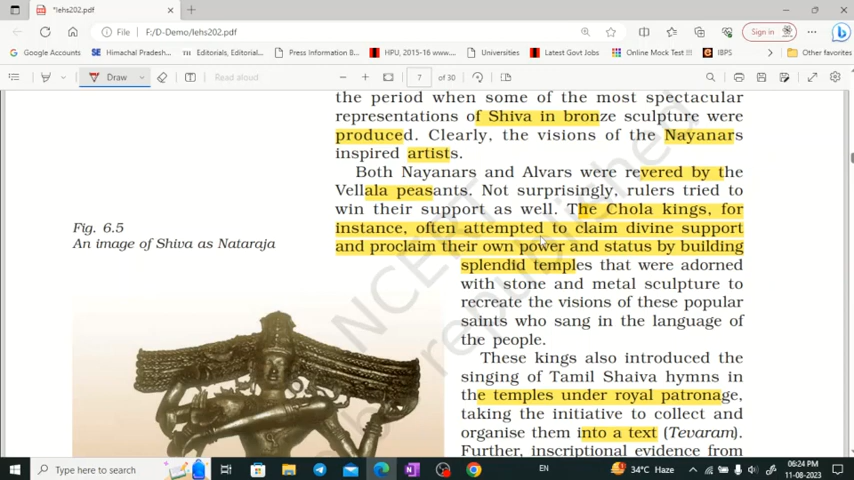 *lehs202.pdf
File
F:/D-Demo/lehs202.pdf
Sign in
Google
Himachal Pradesh...
Editorials, Editorial...
Press Information B...
HPU, 2015-16 www....
Universities
Latest Govt Jobs
Online Mock Test |...
IBPS
Other favorites
Draw
Read aloud
7
of 30
the period when some of the most spectacular
representations of Shiva in bronze sculpture were
produced. Clearly, the visions of the Nayanars
inspired artists.
Both Nayanars and Alvars were revered by the
Vellala peasants. Not surprisingly, rulers tried to
win their support as well. The Chola kings, for
instance, often attempted to claim divine support
and proclaim their own power and status by building
splendid temples that were adorned
with stone and metal sculpture to
recreate the visions of these popular
saints who sang in the language of
the people.
These kings also introduced the
singing of Tamil Shaiva hymns in
the temples under royal patronage,
taking the initiative to collect and
organise them into a text (Tevaram).
Further, inscriptional evidence from
Fig. 6.5
An image of Shiva as Nataraja
NCERT
republished
Type here to search
EN
34°C Haze
06:24 PM
11-08-2023